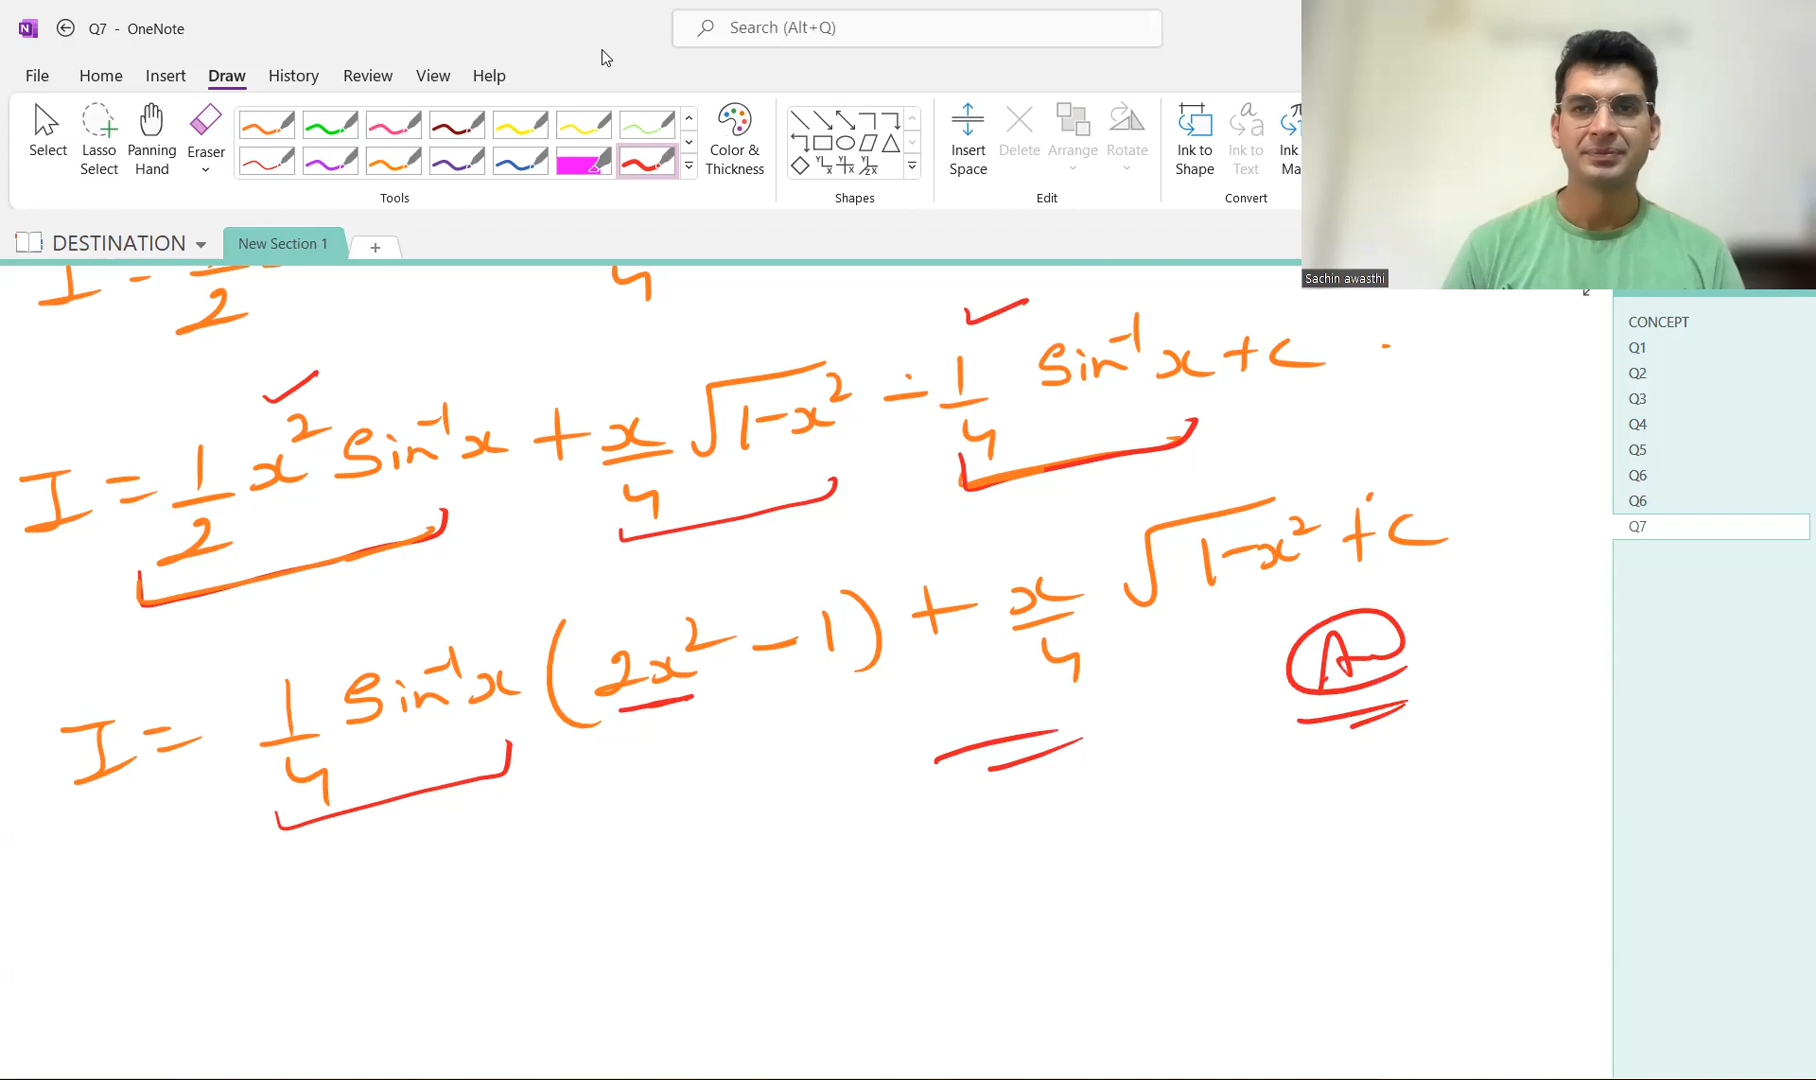 Q7 - OneNote
Search (Alt+Q)
File Home Insert Draw History Review View Help
Select
Lasso Select
Panning Hand
Eraser
Color & Thickness
Insert Space
Delete
Arrange
Rotate
Ink to Shape
Ink to Text
Ink Ma
Tools
Shapes
Edit
Convert
Sachin awasthi
DESTINATION
New Section 1
CONCEPT
Q1
Q2
Q3
Q4
Q5
Q6
Q6
Q7
I = 1/2 x² Sin⁻¹x + x/4 √(1-x²) - 1/4 Sin⁻¹x + c
I = 1/4 Sin⁻¹x (2x² - 1) + x/4 √(1-x²) + c